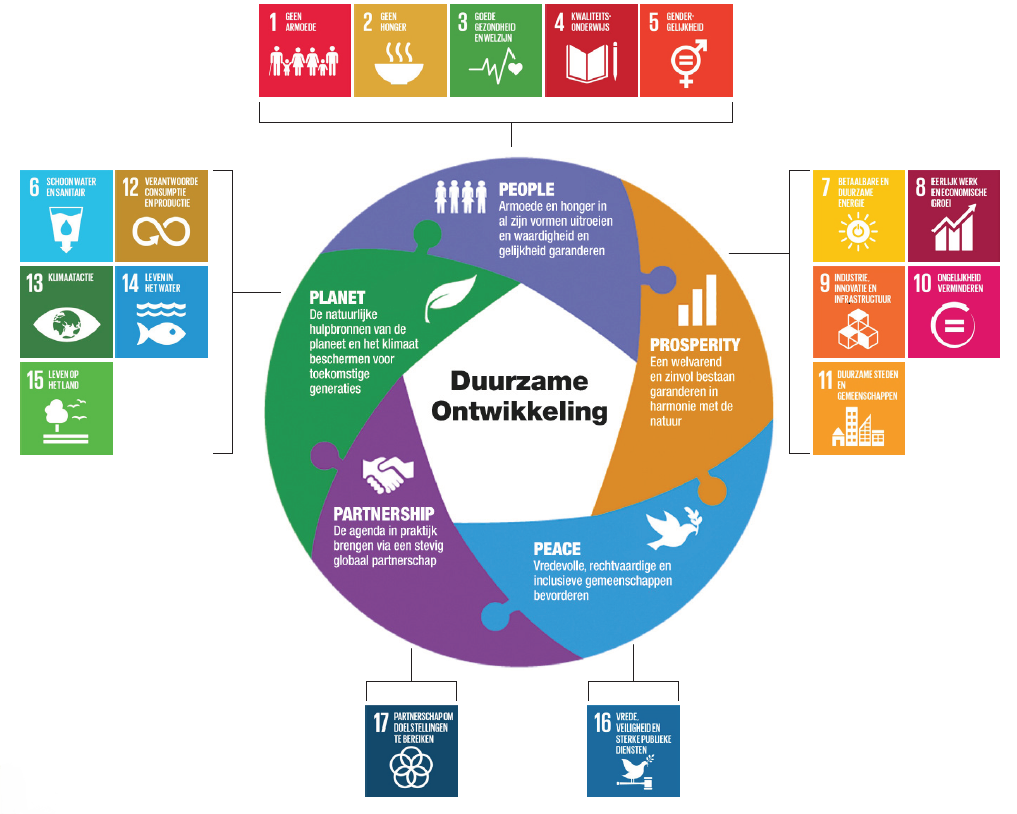 1 GEEN
ARMOEDE
2 GEEN
HONGER
3 GOEDE
GEZONDHEID
EN WELZIJN
4 KWALITEITS-
ONDERWIJS
5 GENDER-
GELIJKHEID
6 SCHOON WATER
EN SANITAIR
12 VERANTWOORDE
CONSUMPTIE
EN PRODUCTIE
13 KLIMAATACTIE
14 LEVEN IN
HET WATER
15 LEVEN OP
HET LAND
PEOPLE
Armoede en honger in
al zijn vormen uitroeien
en waardigheid en
gelijkheid garanderen
PLANET
De natuurlijke
hulpbronnen van de
planeet en het klimaat
beschermen voor
toekomstige
generaties
Duurzame
Ontwikkeling
PROSPERITY
Een welvarend
en zinvol bestaan
garanderen in
harmonie met de
natuur
PARTNERSHIP
De agenda in praktijk
brengen via een stevig
globaal partnerschap
PEACE
Vredevolle, rechtvaardige en
inclusieve gemeenschappen
bevorderen
7 BETAALBARE EN
DUURZAME
ENERGIE
8 EERLIJK WERK
EN ECONOMISCHE
GROEI
9 INDUSTRIE,
INNOVATIE EN
INFRASTRUCTUUR
10 ONGELIJKHEID
VERMINDEREN
11 DUURZAME STEDEN
EN
GEMEENSCHAPPEN
17 PARTNERSCHAP OM
DOELSTELLINGEN
TE BEREIKEN
16 VREDE,
VEILIGHEID EN
STERKE PUBLIEKE
DIENSTEN